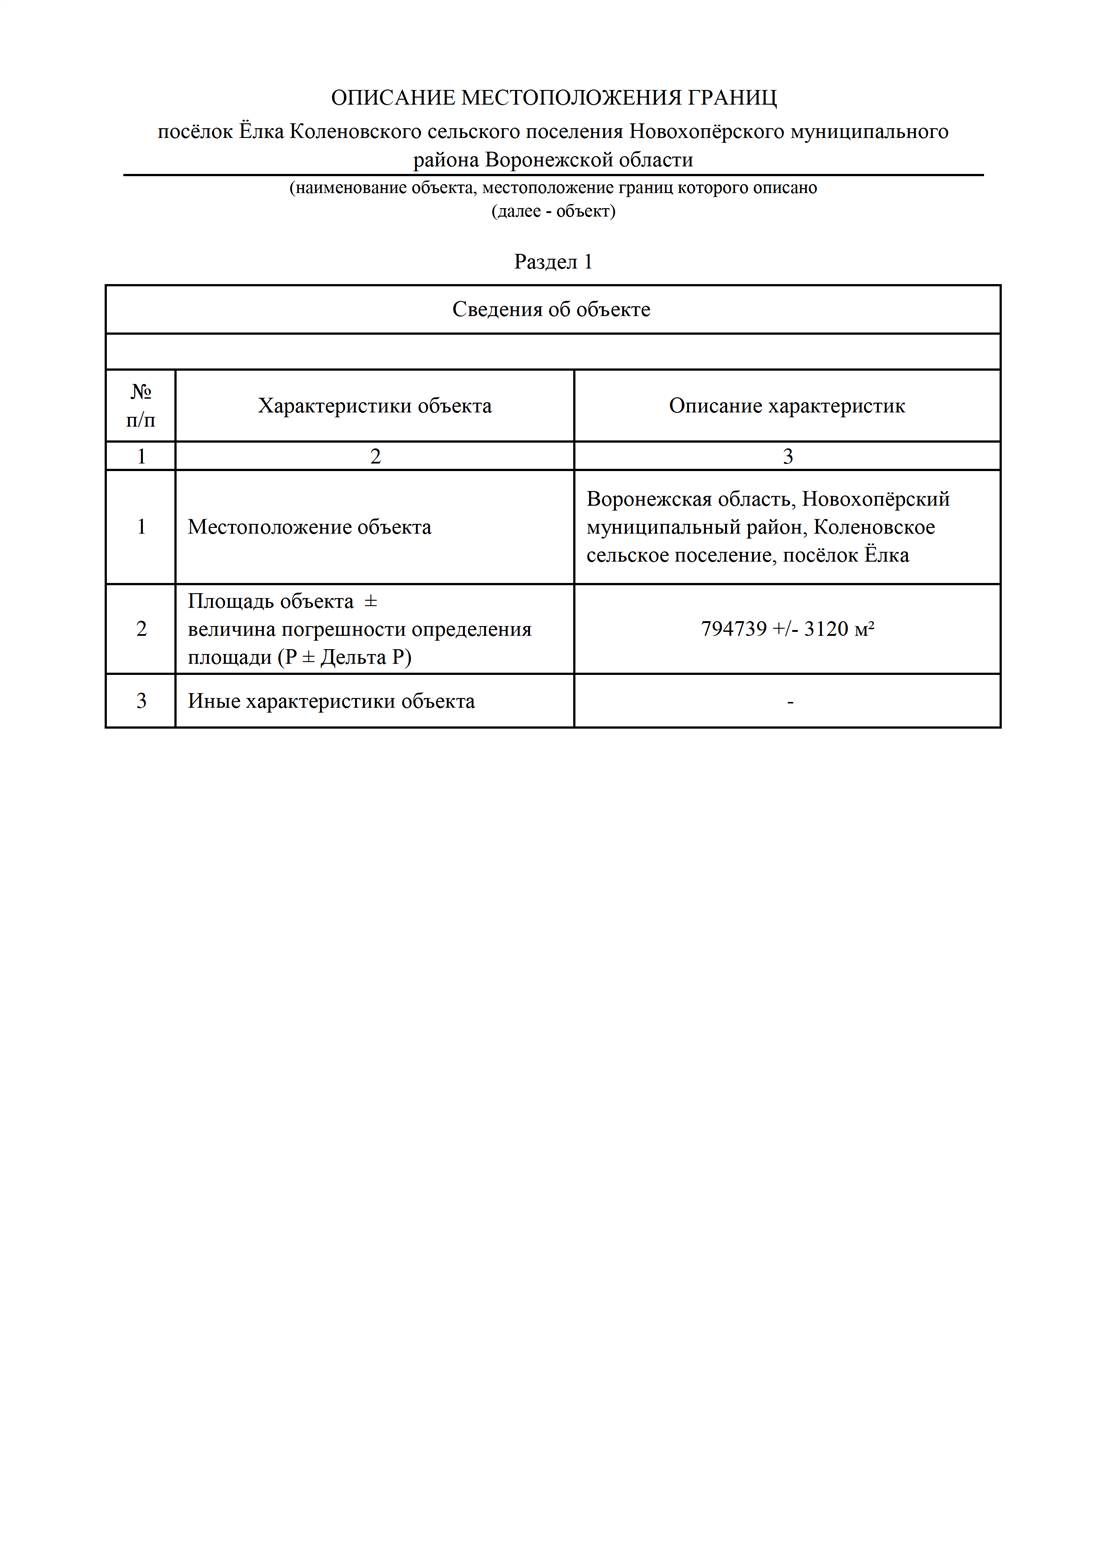 ОПИСАНИЕ МЕСТОПОЛОЖЕНИЯ ГРАНИЦ
посёлок Ёлка Коленовского сельского поселения Новохопёрского муниципального
района Воронежской области
(наименование объекта, местоположение границ которого описано
(далее - объект)
Раздел 1
Сведения об объекте
№
п/п
Характеристики объекта
Описание характеристик
1
2
3
1
Местоположение объекта
Воронежская область, Новохопёрский
муниципальный район, Коленовское
сельское поселение, посёлок Ёлка
2
Площадь объекта ±
величина погрешности определения
площади (P ± Дельта P)
794739 +/- 3120 м²
3
Иные характеристики объекта
-